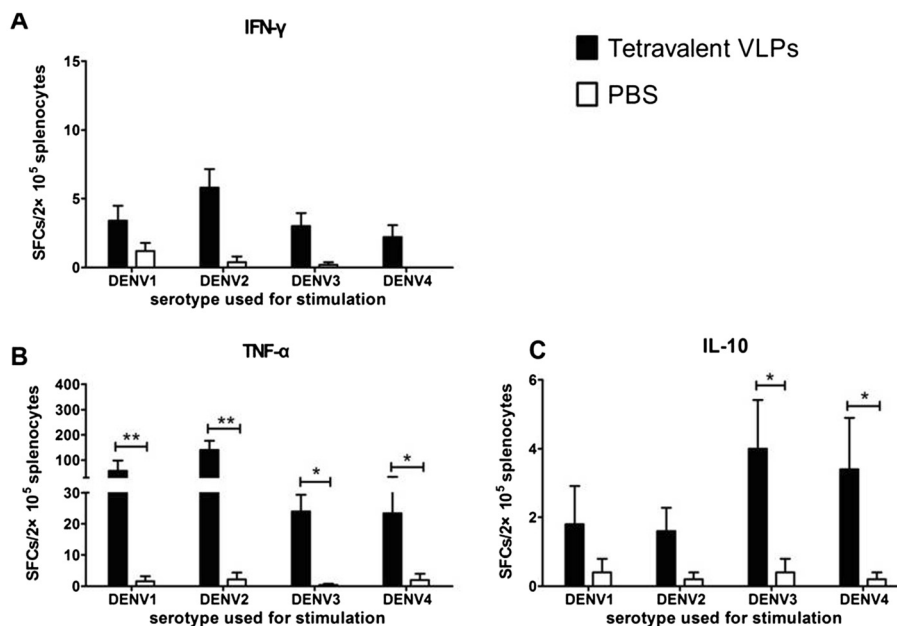 A
IFN-γ
Tetravalent VLPs
PBS
SFCs/2× 10⁵ splenocytes
15
10
5
0
DENV1 DENV2 DENV3 DENV4
serotype used for stimulation
B
TNF-α
SFCs/2× 10⁵ splenocytes
400
300
200
100
30
20
10
0
** ** * *
DENV1 DENV2 DENV3 DENV4
serotype used for stimulation
C
IL-10
SFCs/2× 10⁵ splenocytes
6
4
2
0
* *
DENV1 DENV2 DENV3 DENV4
serotype used for stimulation